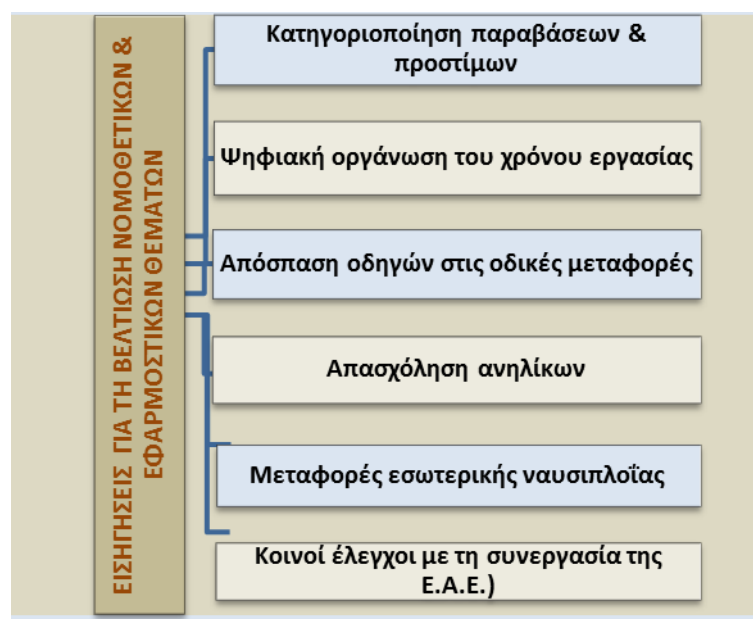 ΕΙΣΗΓΗΣΕΙΣ ΓΙΑ ΤΗ ΒΕΛΤΙΩΣΗ ΝΟΜΟΘΕΤΙΚΩΝ &
ΕΦΑΡΜΟΣΤΙΚΩΝ ΘΕΜΑΤΩΝ
Κατηγοριοποίηση παραβάσεων &
προστίμων
Ψηφιακή οργάνωση του χρόνου εργασίας
Απόσπαση οδηγών στις οδικές μεταφορές
Απασχόληση ανηλίκων
Μεταφορές εσωτερικής ναυσιπλοΐας
Κοινοί έλεγχοι με τη συνεργασία της
Ε.Α.Ε.)